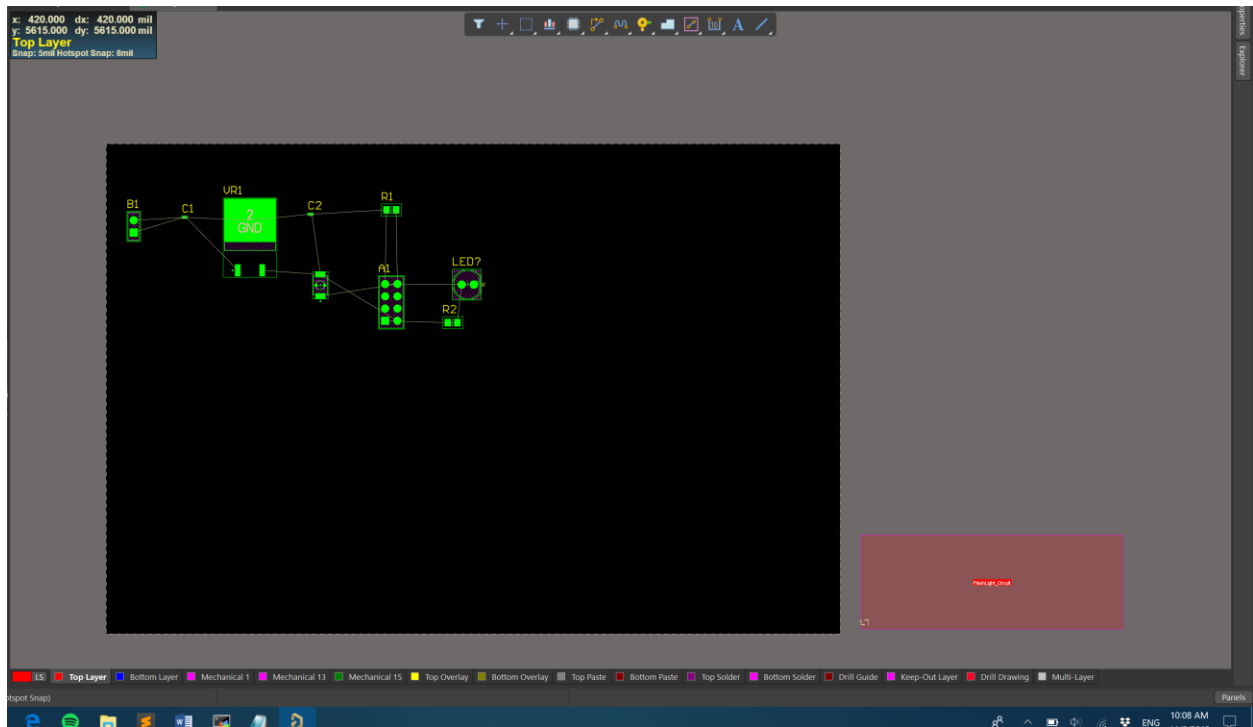 x: 420.000 dx: 420.000 mil
y: 5615.000 dy: 5615.000 mil
Top Layer
Snap: 5mil Hotspot Snap: 8mil
Explorer
VR1
B1
C1
2
GND
C2
R1
A1
LED?
R2
FlashLight_Circuit
LS Top Layer Bottom Layer Mechanical 1 Mechanical 13 Mechanical 15 Top Overlay Bottom Overlay Top Paste Bottom Paste Top Solder Bottom Solder Drill Guide Keep-Out Layer Drill Drawing Multi-Layer
otspot Snap)
Panels
ENG
10:08 AM